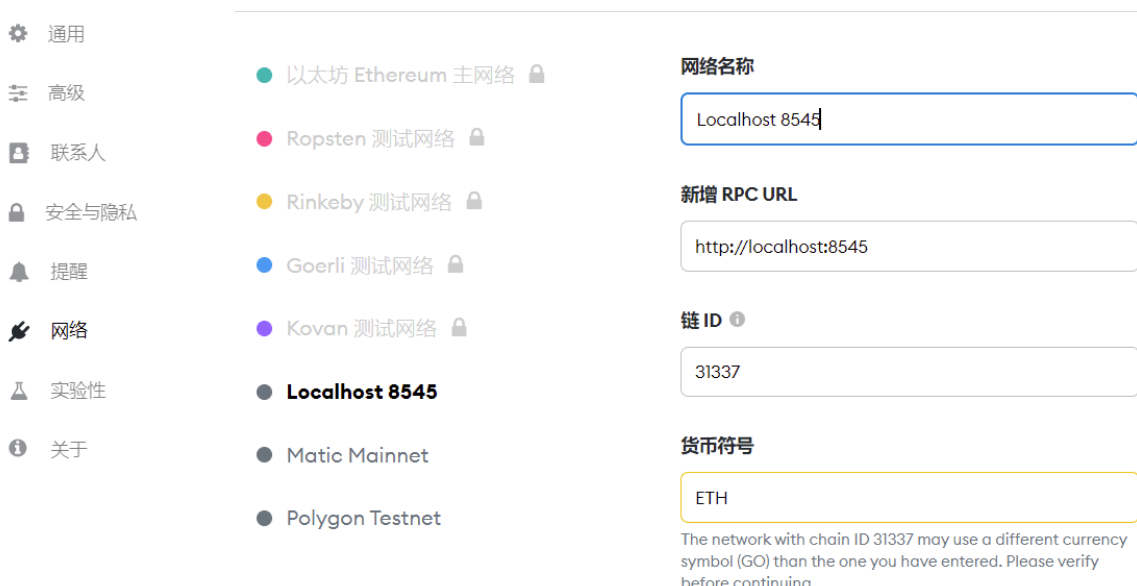 通用
高级
联系人
安全与隐私
提醒
网络
实验性
关于
以太坊 Ethereum 主网络
Ropsten 测试网络
Rinkeby 测试网络
Goerli 测试网络
Kovan 测试网络
Localhost 8545
Matic Mainnet
Polygon Testnet
网络名称
Localhost 8545
新增 RPC URL
http://localhost:8545
链 ID
31337
货币符号
ETH
The network with chain ID 31337 may use a different currency
symbol (GO) than the one you have entered. Please verify
before continuing